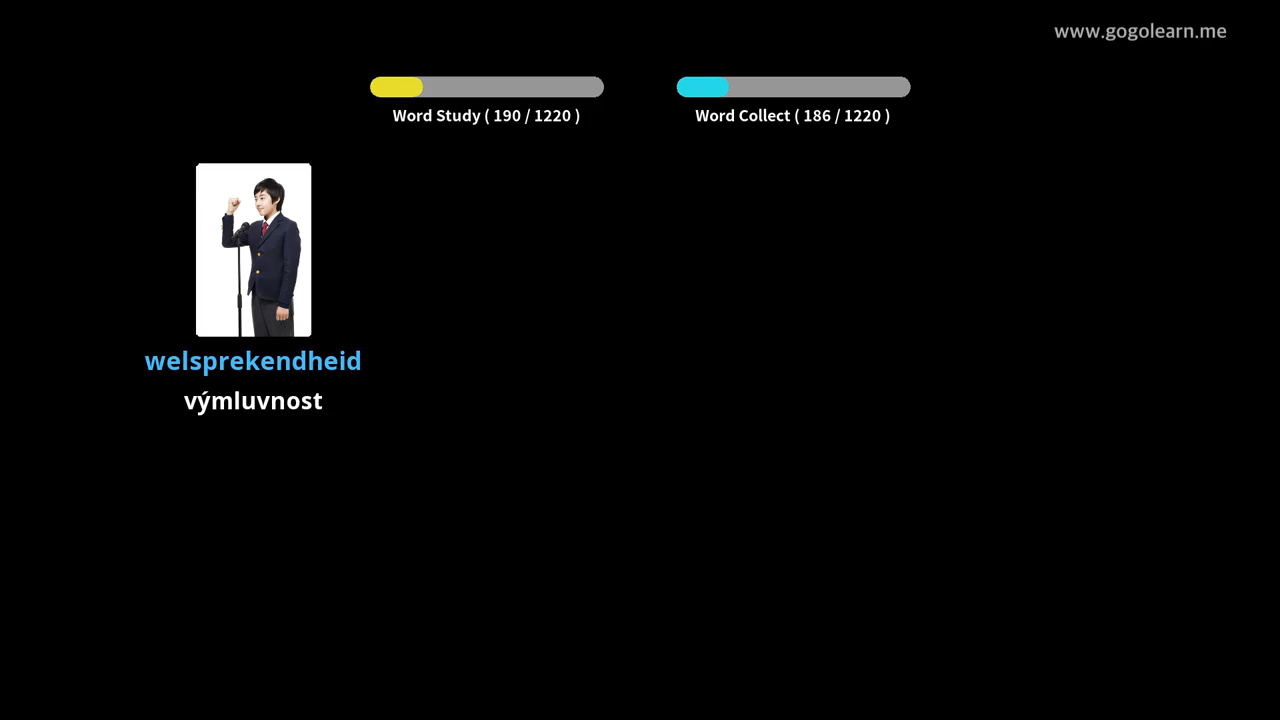 www.gogolearn.me
Word Study ( 190 / 1220 )
Word Collect ( 186 / 1220 )
welsprekendheid
výmluvnost